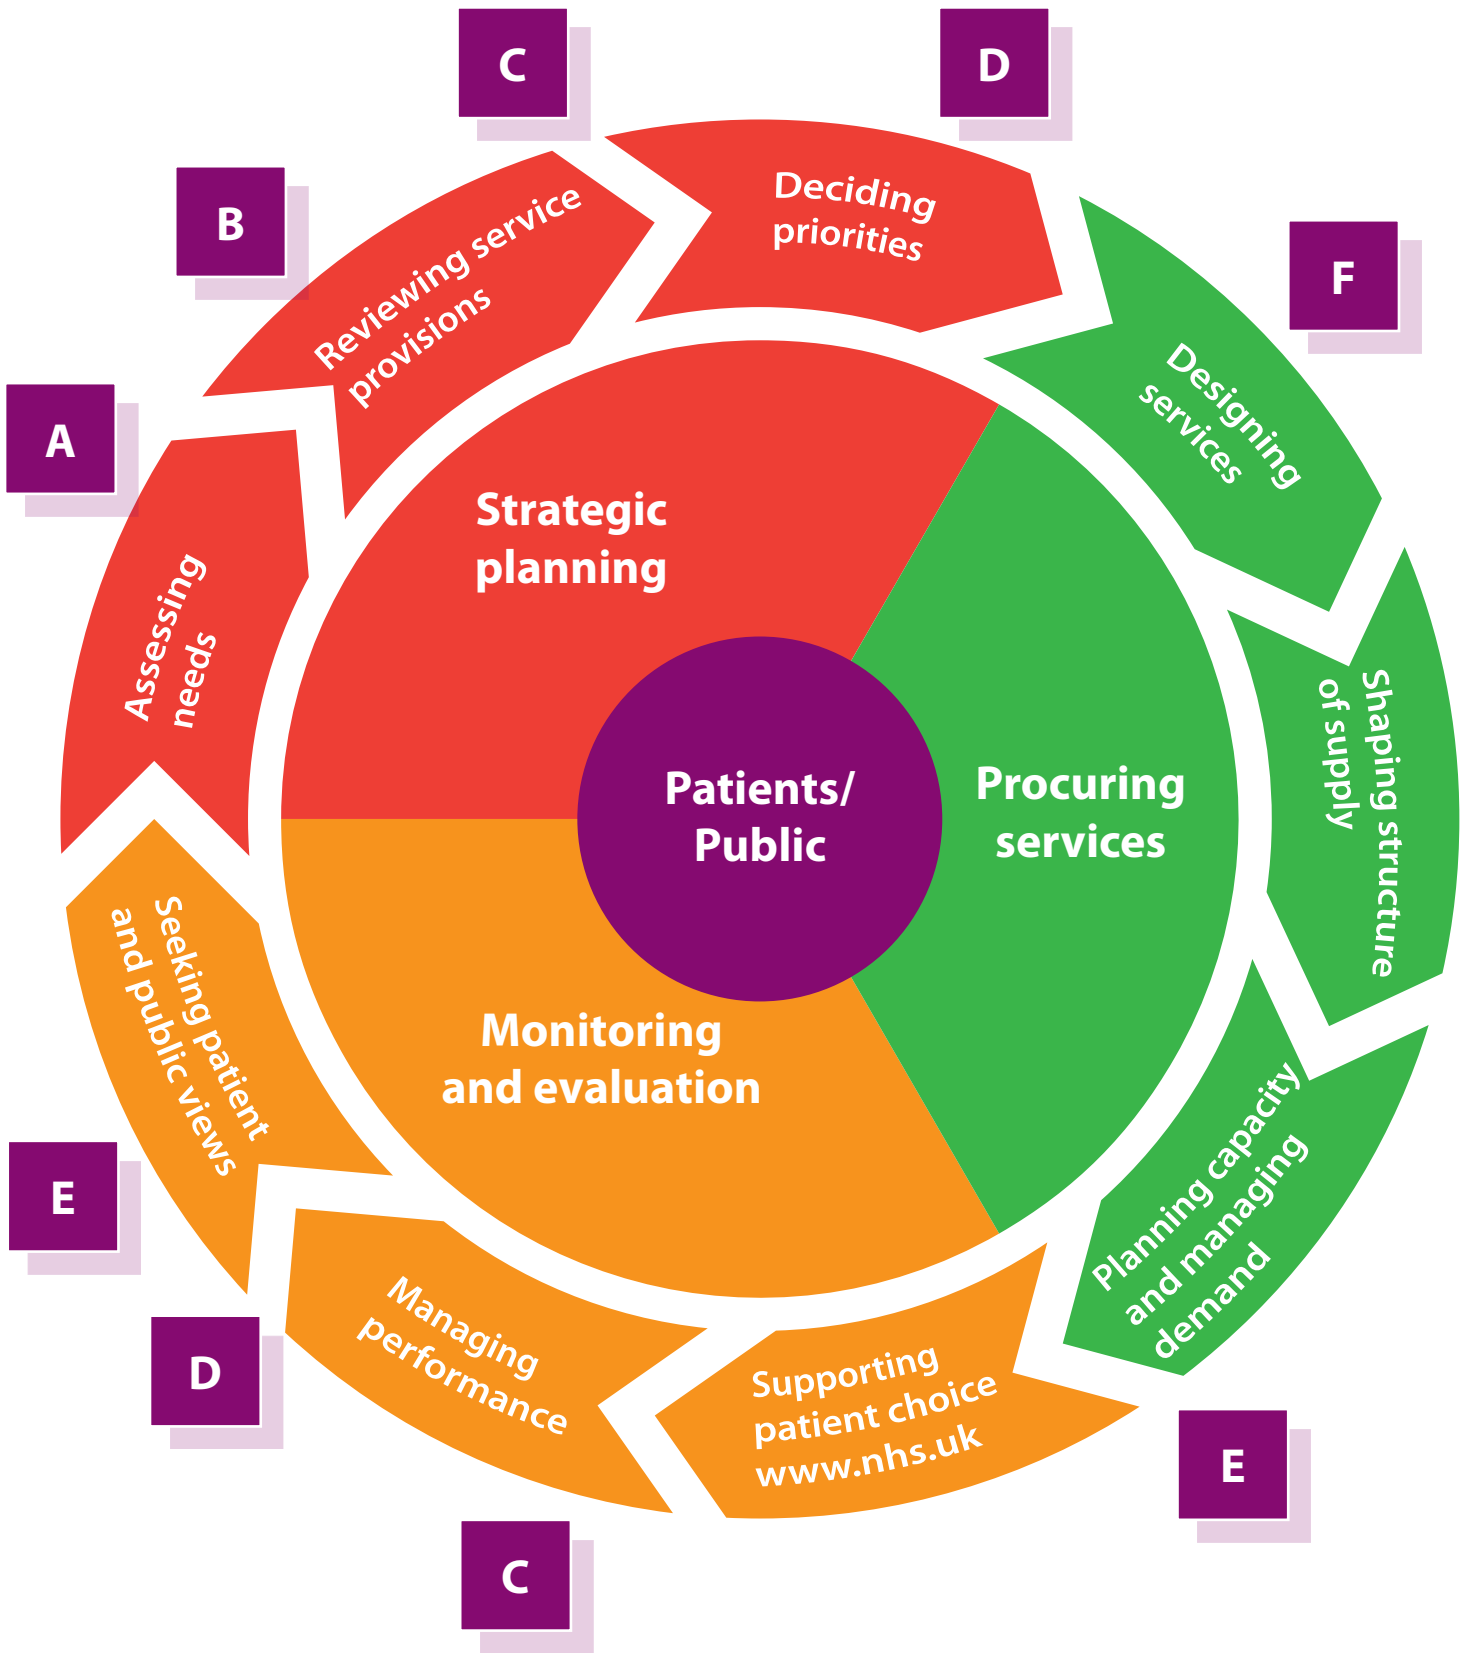 C
D
B
F
A
Deciding
priorities
Reviewing service
provisions
Designing
services
Assessing
needs
Shaping structure
of supply
Strategic
planning
Patients/
Public
Procuring
services
Monitoring
and evaluation
Seeking patient
and public views
Planning capacity
and managing
demand
Managing
performance
Supporting
patient choice
www.nhs.uk
E
D
E
C